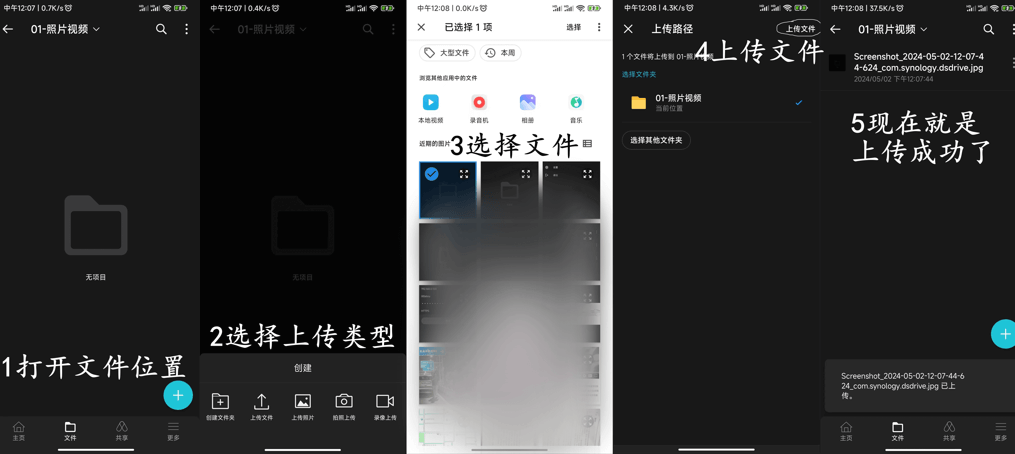 中午12:07 | 0.7K/s
01-照片视频
无项目
1打开文件位置
主页
文件
共享
更多
中午12:07 | 0.4K/s
01-照片视频
无项目
2选择上传类型
创建
创建文件夹
上传文件
上传照片
拍照上传
录像上传
中午12:08 | 0.0K/s
已选择 1 项
选择
大型文件
本周
浏览其他应用中的文件
本地视频
录音机
相册
音乐
近期的图片
3选择文件
中午12:08 | 4.3K/s
上传路径
上传文件
4上传文件
1 个文件将上传到 01-照片视频
选择文件夹
01-照片视频
当前位置
选择其他文件夹
中午12:08 | 37.5K/s
01-照片视频
Screenshot_2024-05-02-12-07-4
4-624_com.synology.dsdrive.jpg
2024/05/02 下午12:07:44
5现在就是
上传成功了
Screenshot_2024-05-02-12-07-44-6
24_com.synology.dsdrive.jpg 已上
传。
主页
文件
共享
更多